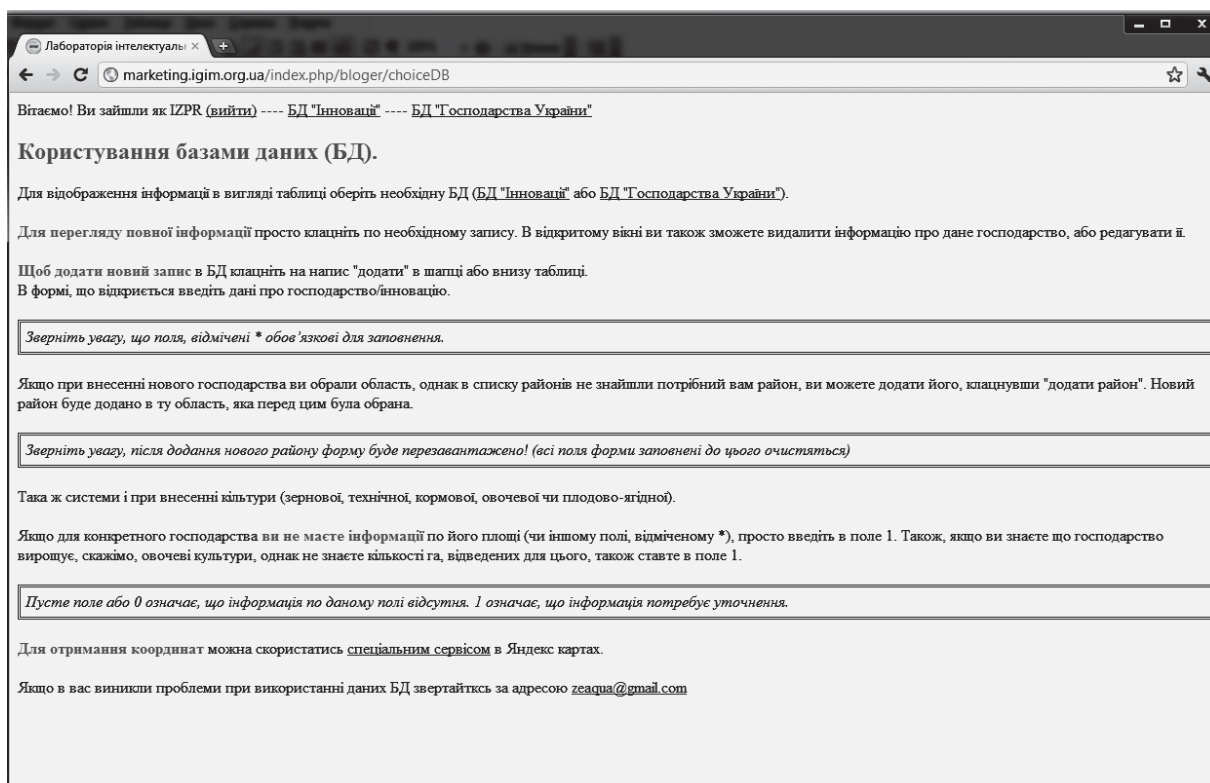 Лабораторія інтелектуаль
marketing.igim.org.ua/index.php/bloger/choiceDB
Вітаємо! Ви зайшли як IZPR (вийти) ---- БД "Інновації" ---- БД "Господарства України"
Користування базами даних (БД).
Для відображення інформації в вигляді таблиці оберіть необхідну БД (БД "Інновації" або БД "Господарства України").
Для перегляду повної інформації просто клацніть по необхідному запису. В відкритому вікні ви також зможете видалити інформацію про дане господарство, або редагувати її.
Щоб додати новий запис в БД клацніть на напис "додати" в шапці або внизу таблиці.
В формі, що відкриється введіть дані про господарство/інновацію.
Зверніть увагу, що поля, відмічені * обов'язкові для заповнення.
Якщо при внесенні нового господарства ви обрали область, однак в списку районів не знайшли потрібний вам район, ви можете додати його, клацнувши "додати район". Новий
район буде додано в ту область, яка перед цим була обрана.
Зверніть увагу, після додання нового району форму буде перезавантажено! (всі поля форми заповнені до цього очистяться)
Така ж системи і при внесенні кільтури (зернової, технічної, кормової, овочевої чи плодово-ягідної).
Якщо для конкретного господарства ви не маєте інформації по його площі (чи іншому полі, відміченому *), просто введіть в поле 1. Також, якщо ви знаєте що господарство
вирощує, скажімо, овочеві культури, однак не знаєте кількості га, відведених для цього, також ставте в поле 1.
Пусте поле або 0 означає, що інформація по даному полі відсутня. 1 означає, що інформація потребує уточнення.
Для отримання координат можна скористатись спеціальним сервісом в Яндекс картах.
Якщо в вас виникли проблеми при використанні даних БД звертайтксь за адресою zeaqua@gmail.com